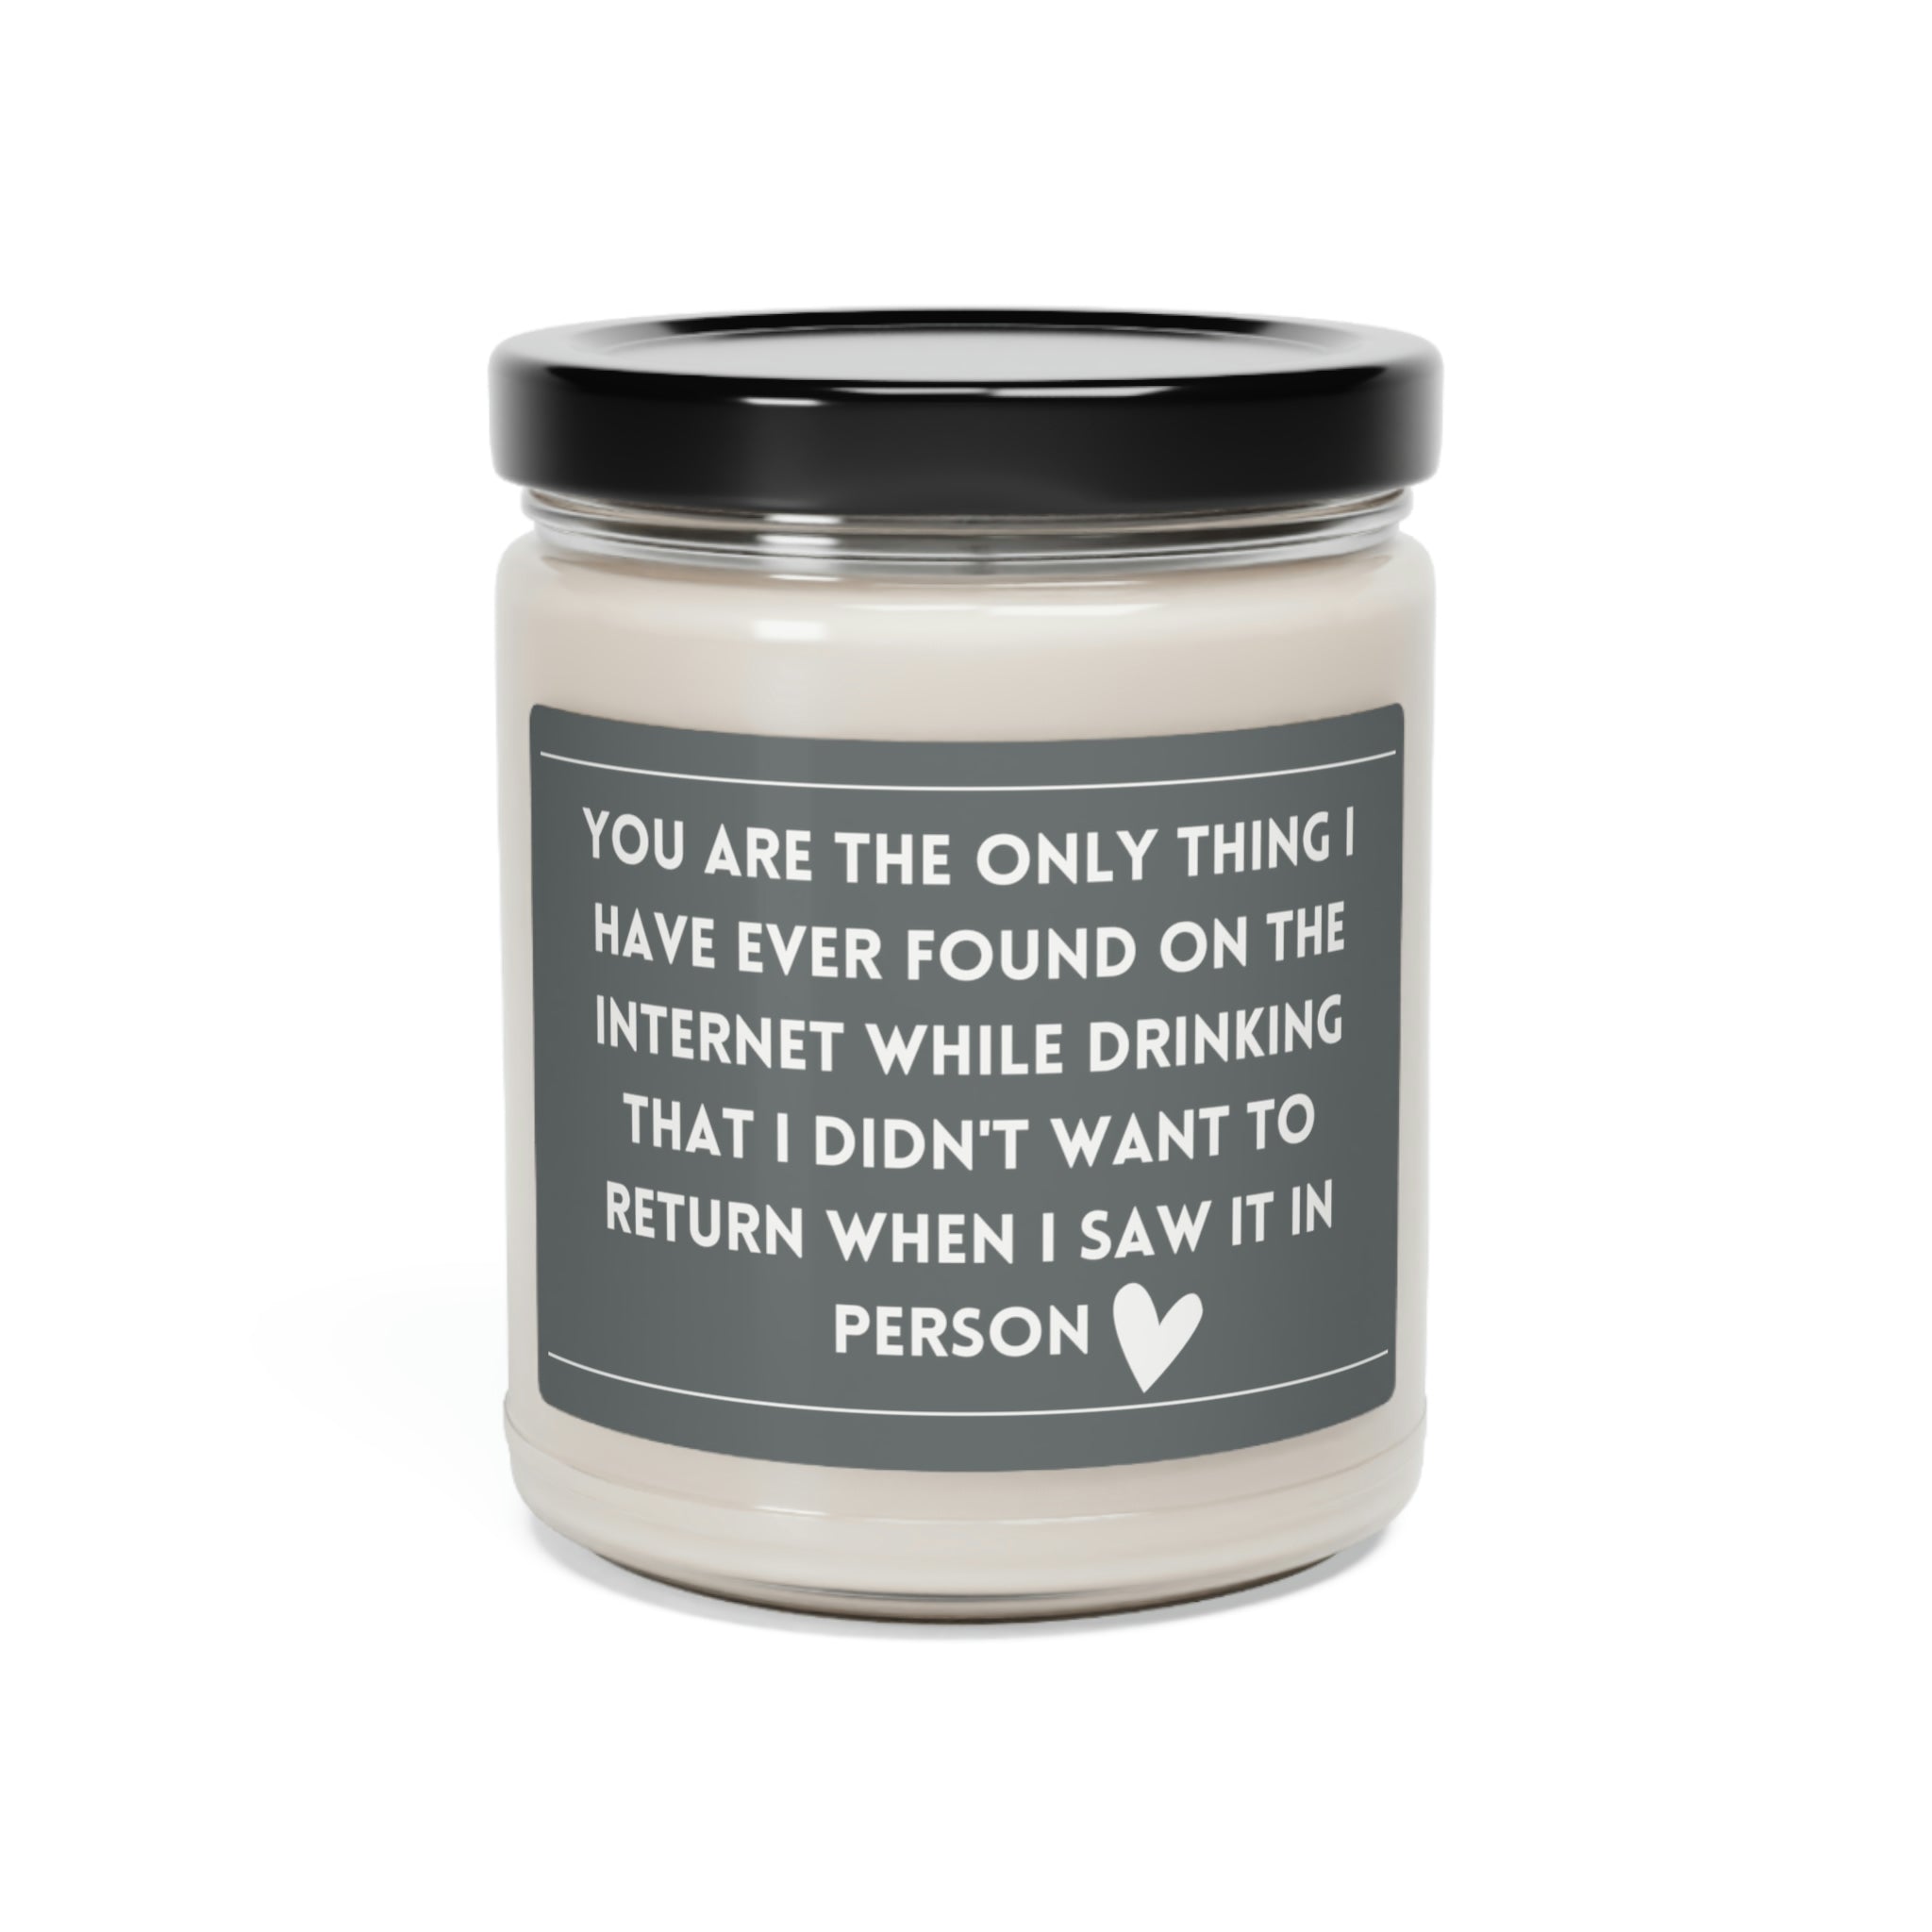 YOU ARE THE ONLY THING I
HAVE EVER FOUND ON THE
INTERNET WHILE DRINKING
THAT I DIDN'T WANT TO
RETURN WHEN I SAW IT IN
PERSON